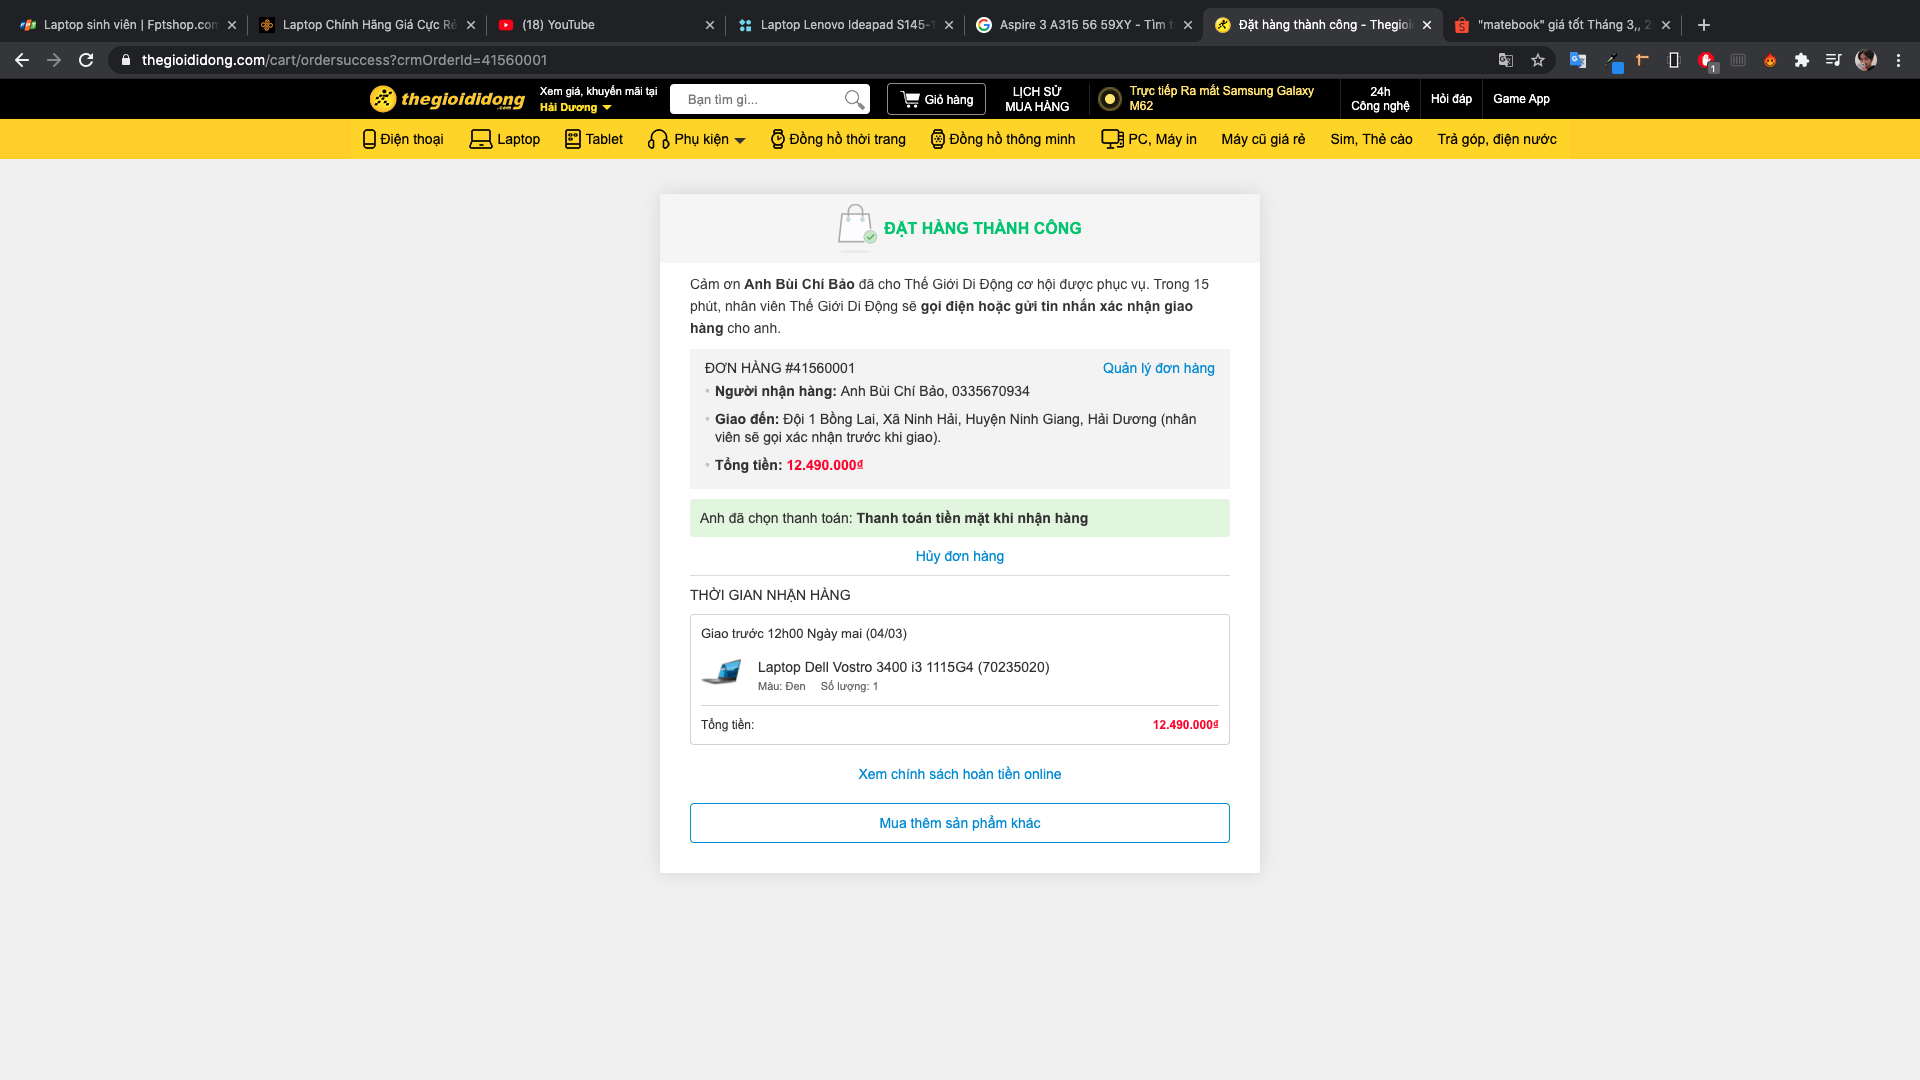 Laptop sinh viên | Fptshop.com
Laptop Chính Hãng Giá Cực Rẻ
(18) YouTube
Laptop Lenovo Ideapad S145-1
Aspire 3 A315 56 59XY - Tìm t
Đặt hàng thành công - Thegioi
"matebook" giá tốt Tháng 3,, 2
thegioididong.com/cart/ordersuccess?crmOrderId=41560001
1
thegioididong
.com
Xem giá, khuyến mãi tại
Hải Dương
Bạn tìm gì...
Giỏ hàng
LỊCH SỬ
MUA HÀNG
Trực tiếp Ra mắt Samsung Galaxy
M62
24h
Công nghệ
Hỏi đáp
Game App
Điện thoại
Laptop
Tablet
Phụ kiện
Đồng hồ thời trang
Đồng hồ thông minh
PC, Máy in
Máy cũ giá rẻ
Sim, Thẻ cào
Trả góp, điện nước
ĐẶT HÀNG THÀNH CÔNG
Cảm ơn Anh Bùi Chí Bảo đã cho Thế Giới Di Động cơ hội được phục vụ. Trong 15
phút, nhân viên Thế Giới Di Động sẽ gọi điện hoặc gửi tin nhắn xác nhận giao
hàng cho anh.
ĐƠN HÀNG #41560001
Quản lý đơn hàng
Người nhận hàng: Anh Bùi Chí Bảo, 0335670934
Giao đến: Đội 1 Bồng Lai, Xã Ninh Hải, Huyện Ninh Giang, Hải Dương (nhân
viên sẽ gọi xác nhận trước khi giao).
Tổng tiền: 12.490.000₫
Anh đã chọn thanh toán: Thanh toán tiền mặt khi nhận hàng
Hủy đơn hàng
THỜI GIAN NHẬN HÀNG
Giao trước 12h00 Ngày mai (04/03)
Laptop Dell Vostro 3400 i3 1115G4 (70235020)
Màu: Đen Số lượng: 1
Tổng tiền:
12.490.000₫
Xem chính sách hoàn tiền online
Mua thêm sản phẩm khác